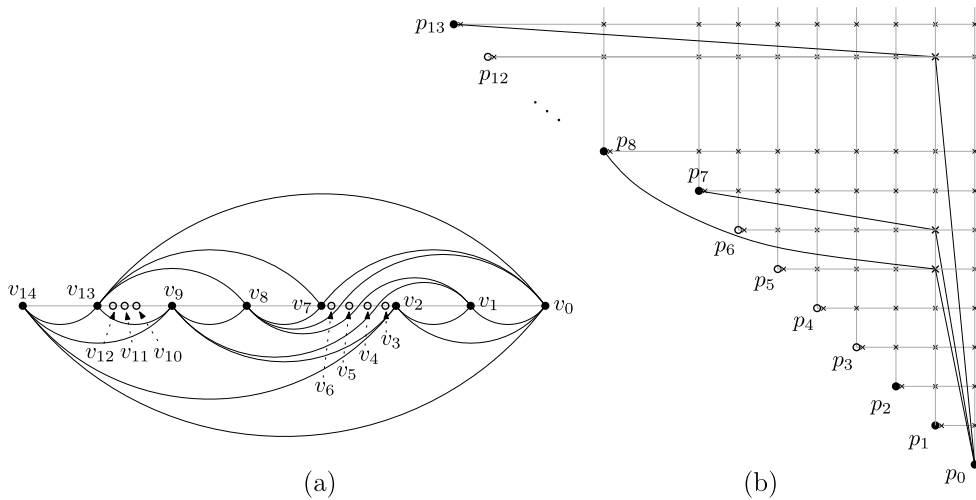 p₁₃
p₁₂
p₈
p₇
p₆
p₅
p₄
p₃
p₂
p₁
p₀
v₁₄ v₁₃ v₉ v₈ v₇ v₂ v₁ v₀
v₁₂ v₁₁ v₁₀ v₆ v₅ v₄ v₃
(a) (b)